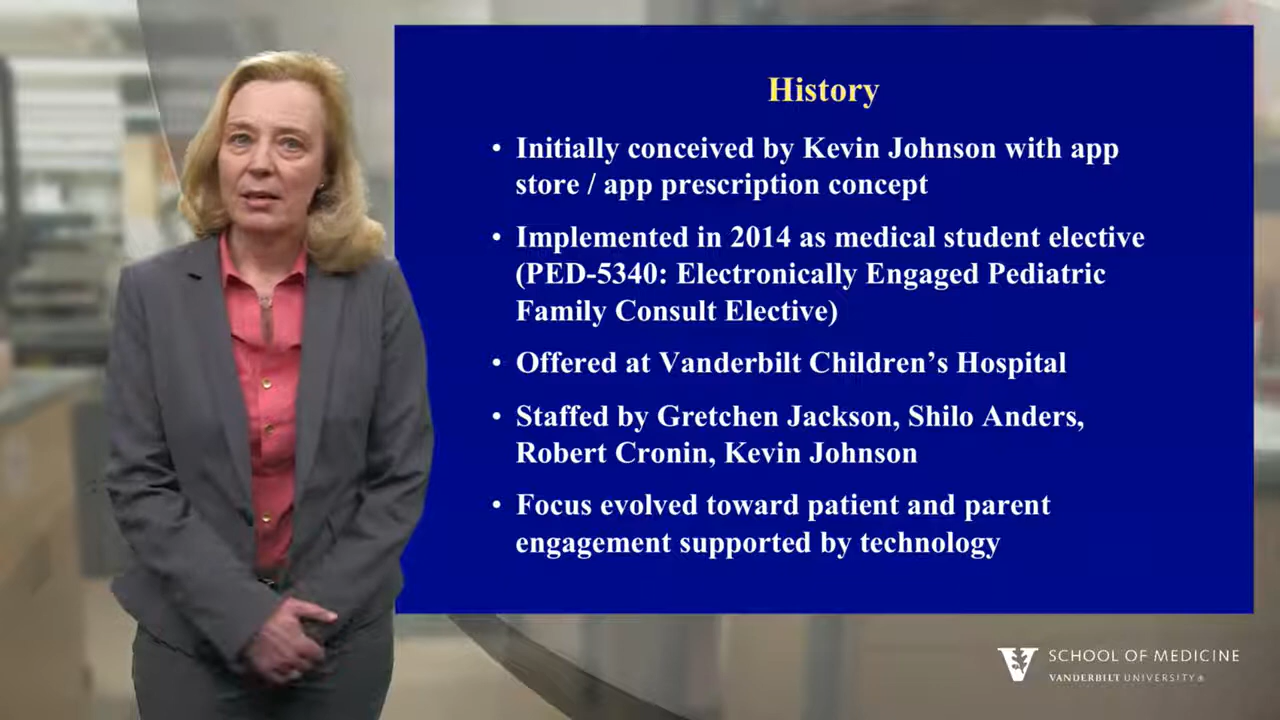 History
• Initially conceived by Kevin Johnson with app
store / app prescription concept
• Implemented in 2014 as medical student elective
(PED-5340: Electronically Engaged Pediatric
Family Consult Elective)
• Offered at Vanderbilt Children’s Hospital
• Staffed by Gretchen Jackson, Shilo Anders,
Robert Cronin, Kevin Johnson
• Focus evolved toward patient and parent
engagement supported by technology
SCHOOL OF MEDICINE
VANDERBILT UNIVERSITY